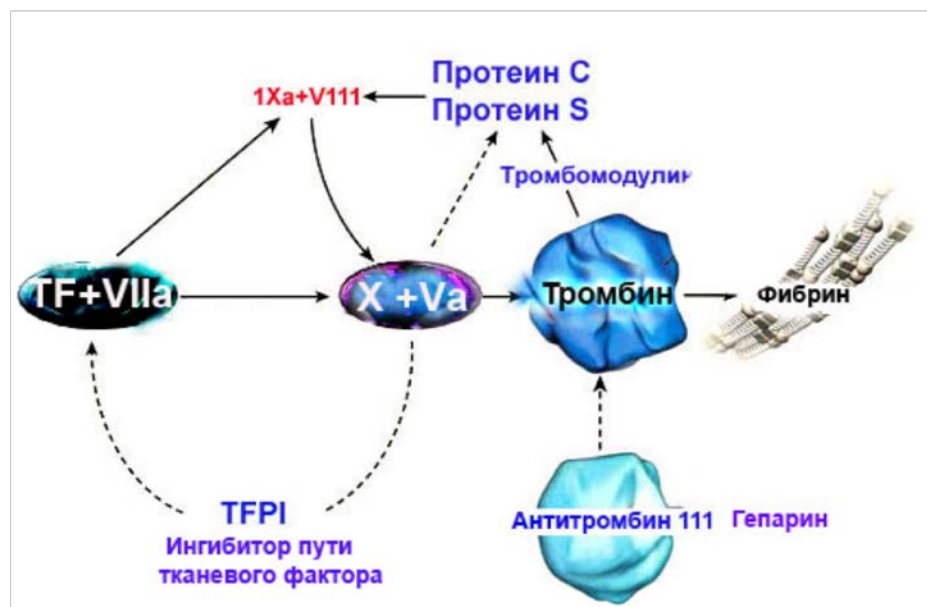 Протеин C
1Xa+V111
Протеин S
Тромбомодулин
TF+VIIa
X +Va
Тромбин
Фибрин
TFPI
Ингибитор пути
тканевого фактора
Антитромбин 111 Гепарин